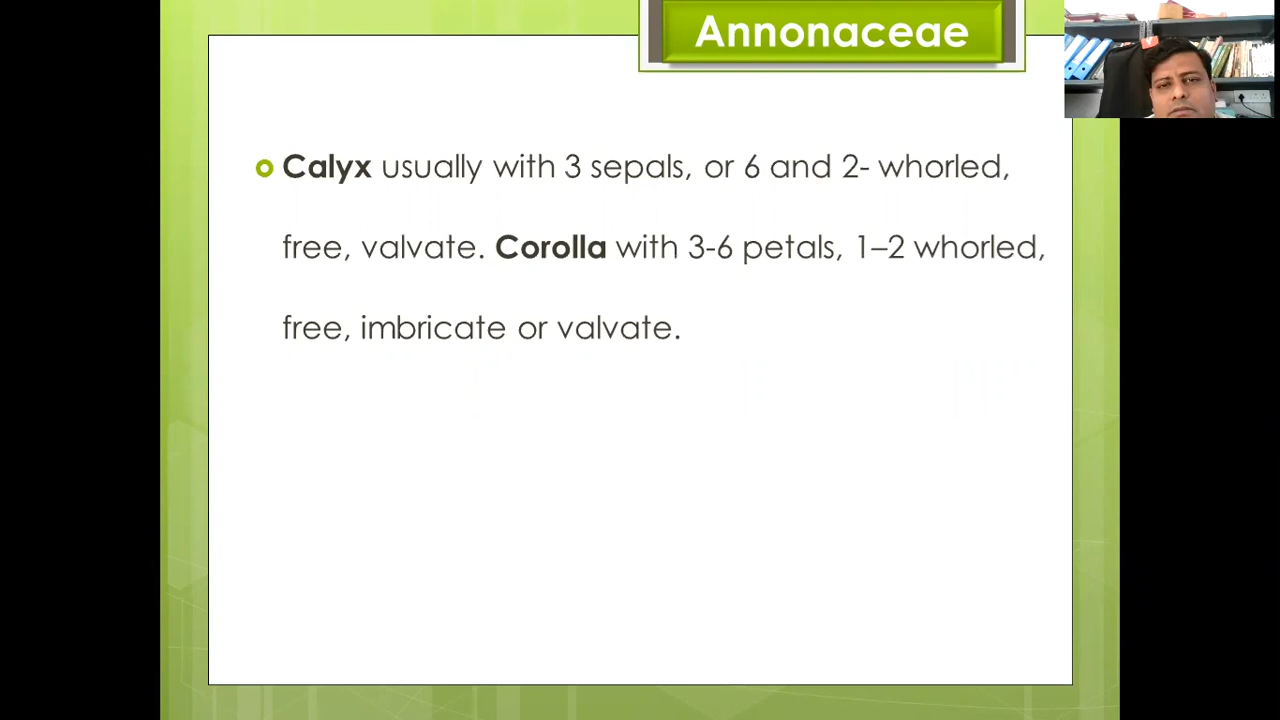 Annonaceae
Calyx usually with 3 sepals, or 6 and 2- whorled,
free, valvate. Corolla with 3-6 petals, 1–2 whorled,
free, imbricate or valvate.